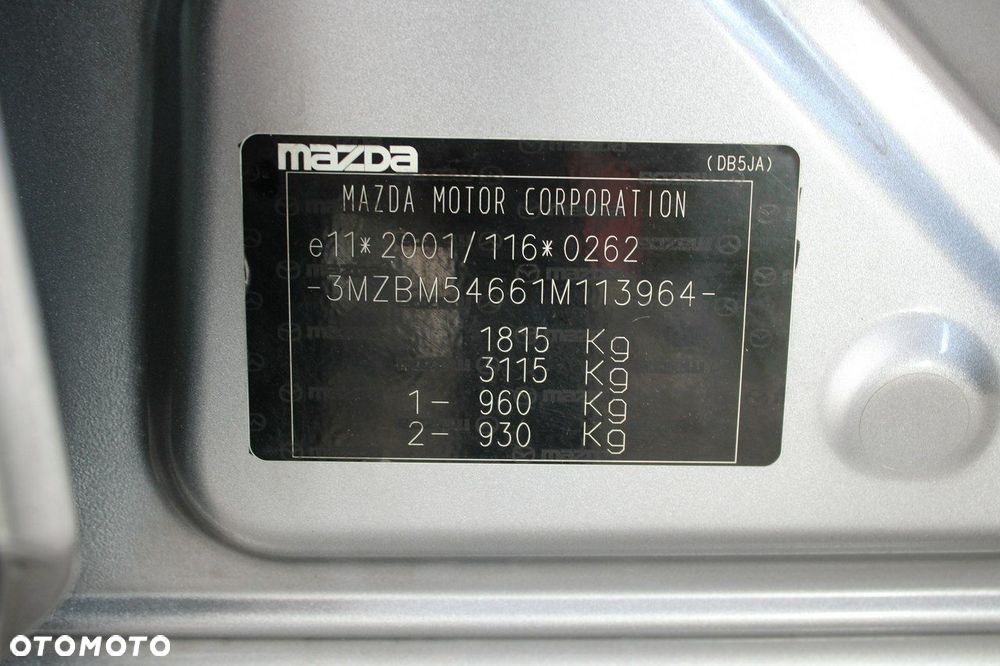 mazda
(DB5JA)
MAZDA MOTOR CORPORATION
e11*2001/116*0262
-3MZBM54661M113964-
1815 Kg
3115 Kg
1- 960 Kg
2- 930 Kg
OTOMOTO